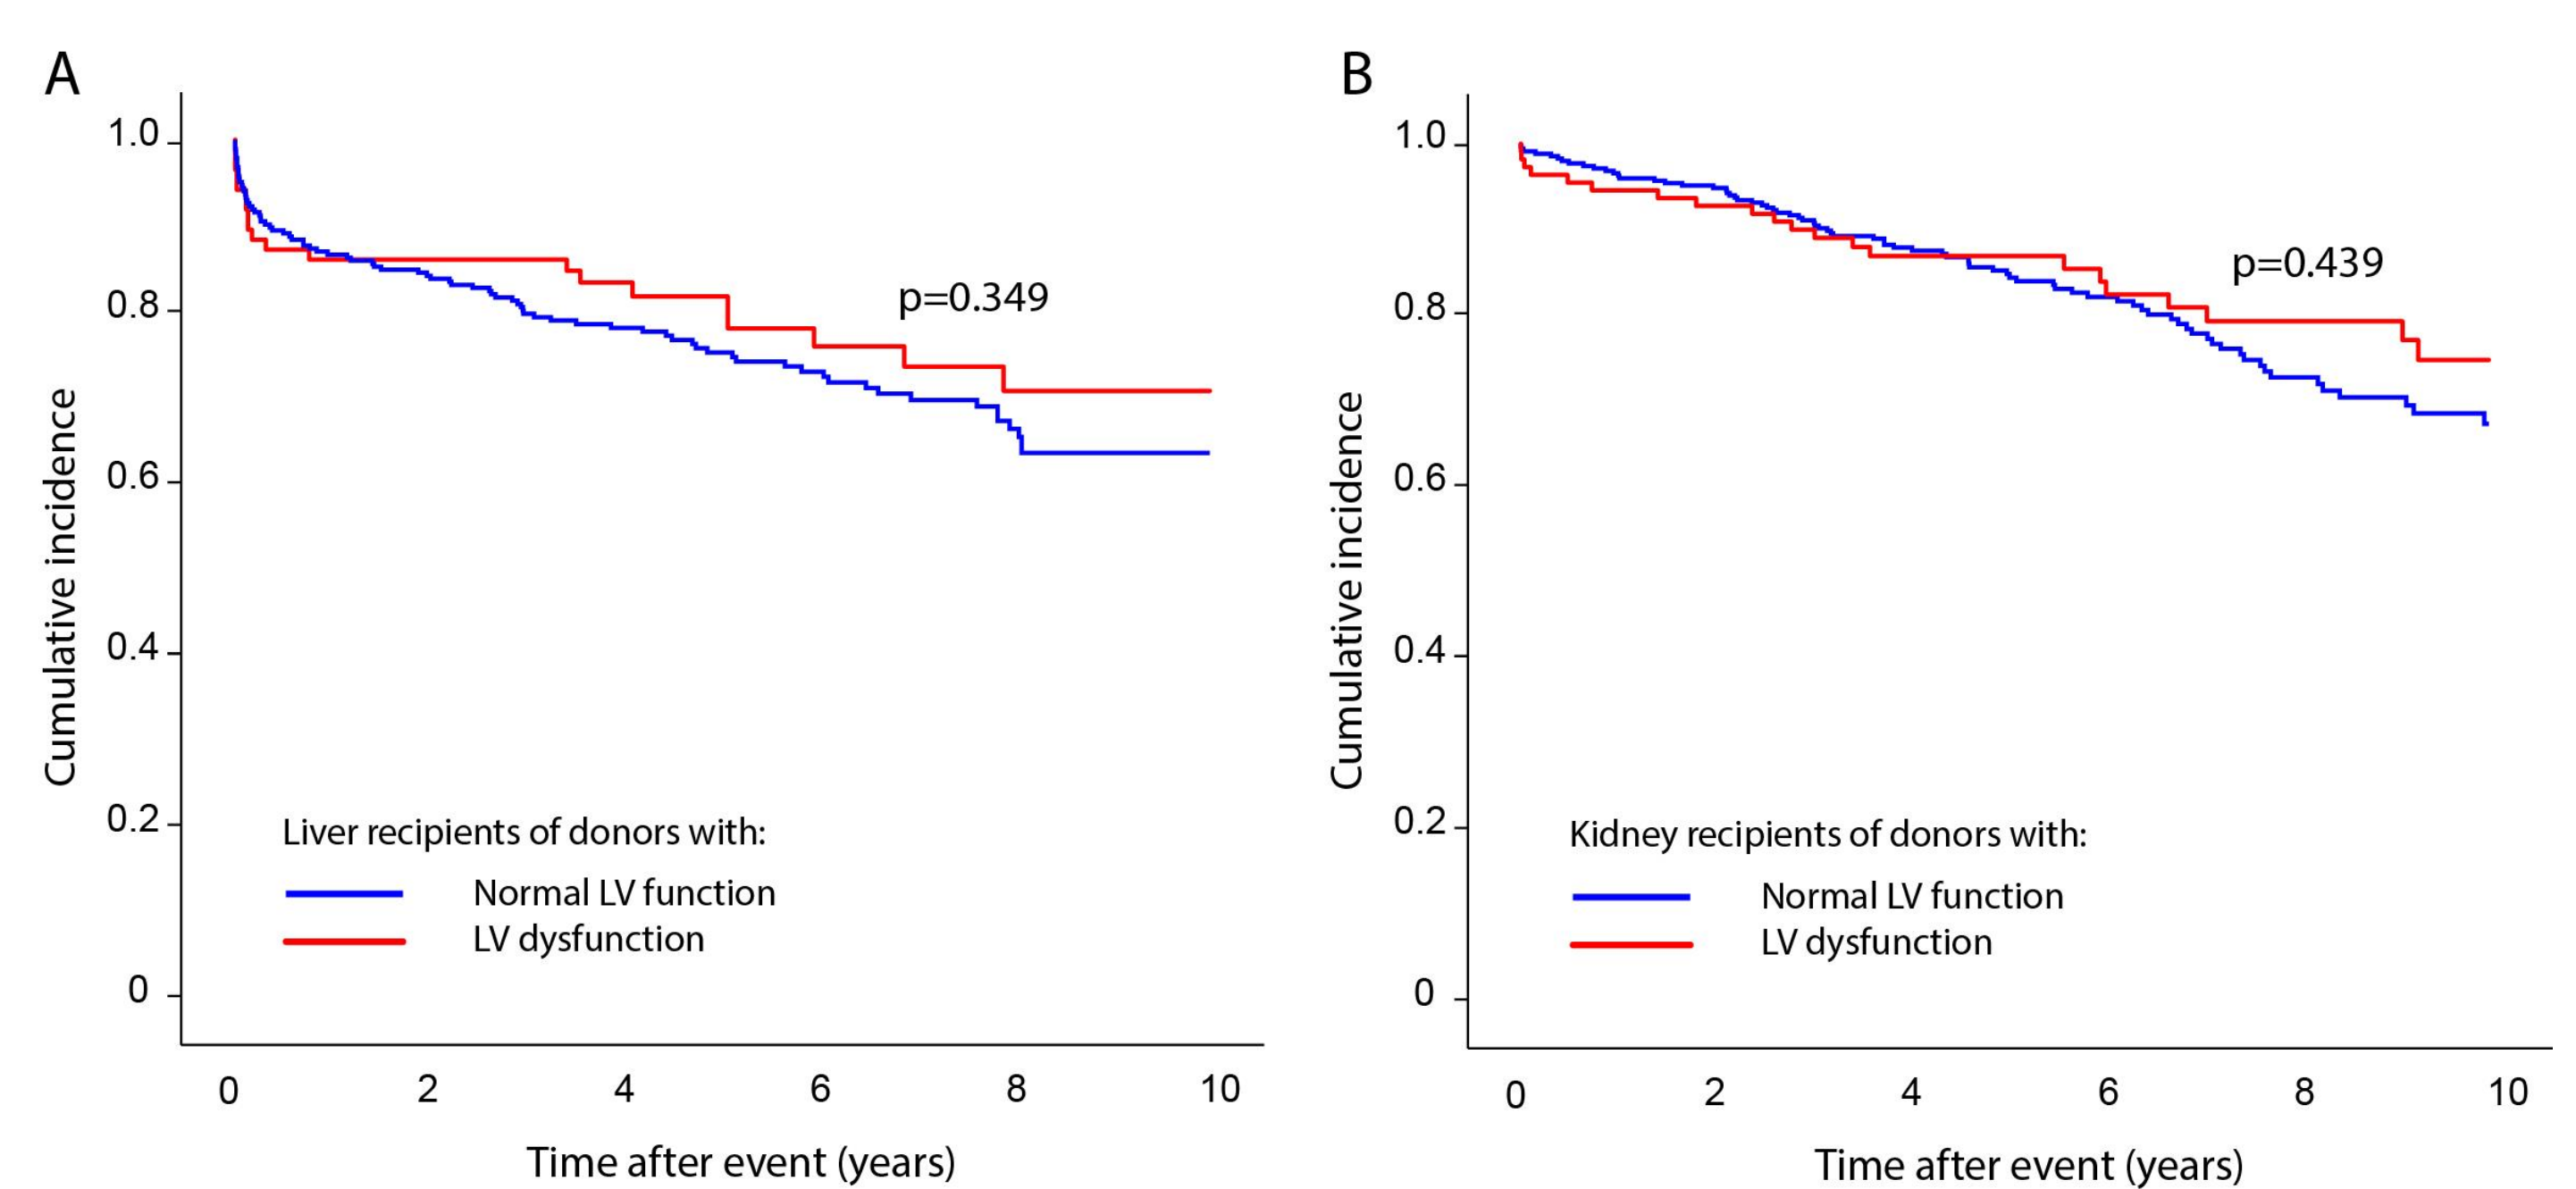 A
Cumulative incidence
1.0
0.8
0.6
0.4
0.2
0
p=0.349
Liver recipients of donors with:
Normal LV function
LV dysfunction
0 2 4 6 8 10
Time after event (years)
B
Cumulative incidence
1.0
0.8
0.6
0.4
0.2
0
p=0.439
Kidney recipients of donors with:
Normal LV function
LV dysfunction
0 2 4 6 8 10
Time after event (years)